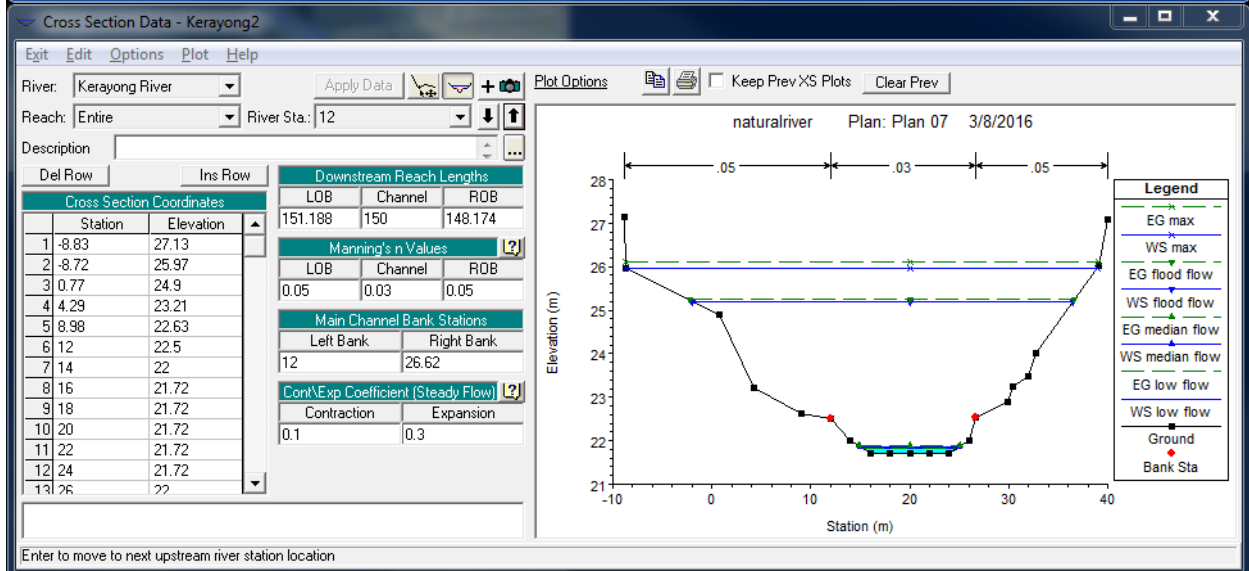 Cross Section Data - Kerayong2
Exit Edit Options Plot Help
River: Kerayong River Apply Data + Plot Options Keep Prev XS Plots Clear Prev
Reach: Entire River Sta.: 12
Description ...
Del Row Ins Row
Cross Section Coordinates
Station Elevation
1 -8.83 27.13
2 -8.72 25.97
3 0.77 24.9
4 4.29 23.21
5 8.98 22.63
6 12 22.5
7 14 22
8 16 21.72
9 18 21.72
10 20 21.72
11 22 21.72
12 24 21.72
13 26 22
Downstream Reach Lengths
LOB Channel ROB
151.188 150 148.174
Manning's n Values
LOB Channel ROB
0.05 0.03 0.05
Main Channel Bank Stations
Left Bank Right Bank
12 26.62
Cont\Exp Coefficient (Steady Flow)
Contraction Expansion
0.1 0.3
naturalriver Plan: Plan 07 3/8/2016
.05 .03 .05
28
27
26
25
24
23
22
21
Elevation (m)
-10 0 10 20 30 40
Station (m)
Legend
EG max
WS max
EG flood flow
WS flood flow
EG median flow
WS median flow
EG low flow
WS low flow
Ground
Bank Sta
Enter to move to next upstream river station location